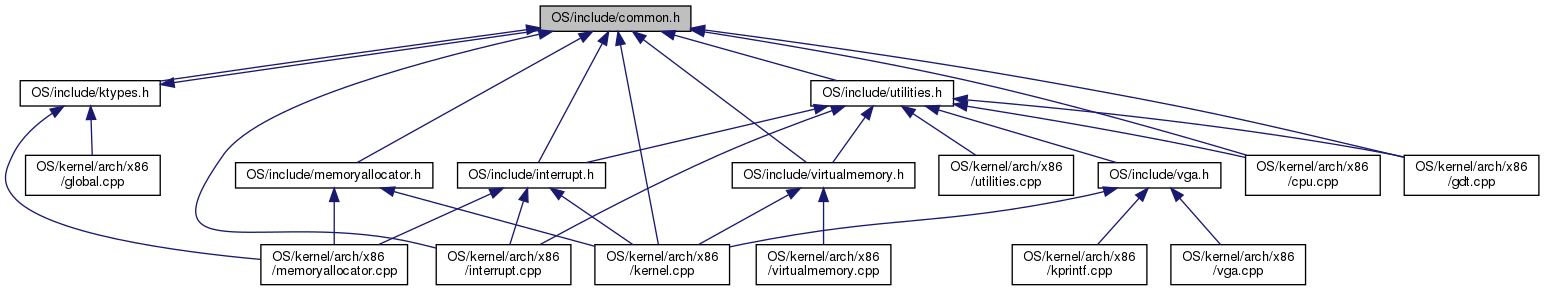 OS/include/common.h
OS/include/ktypes.h
OS/include/utilities.h
OS/kernel/arch/x86
/global.cpp
OS/include/memoryallocator.h
OS/include/interrupt.h
OS/include/virtualmemory.h
OS/kernel/arch/x86
/utilities.cpp
OS/include/vga.h
OS/kernel/arch/x86
/cpu.cpp
OS/kernel/arch/x86
/gdt.cpp
OS/kernel/arch/x86
/memoryallocator.cpp
OS/kernel/arch/x86
/interrupt.cpp
OS/kernel/arch/x86
/kernel.cpp
OS/kernel/arch/x86
/virtualmemory.cpp
OS/kernel/arch/x86
/kprintf.cpp
OS/kernel/arch/x86
/vga.cpp